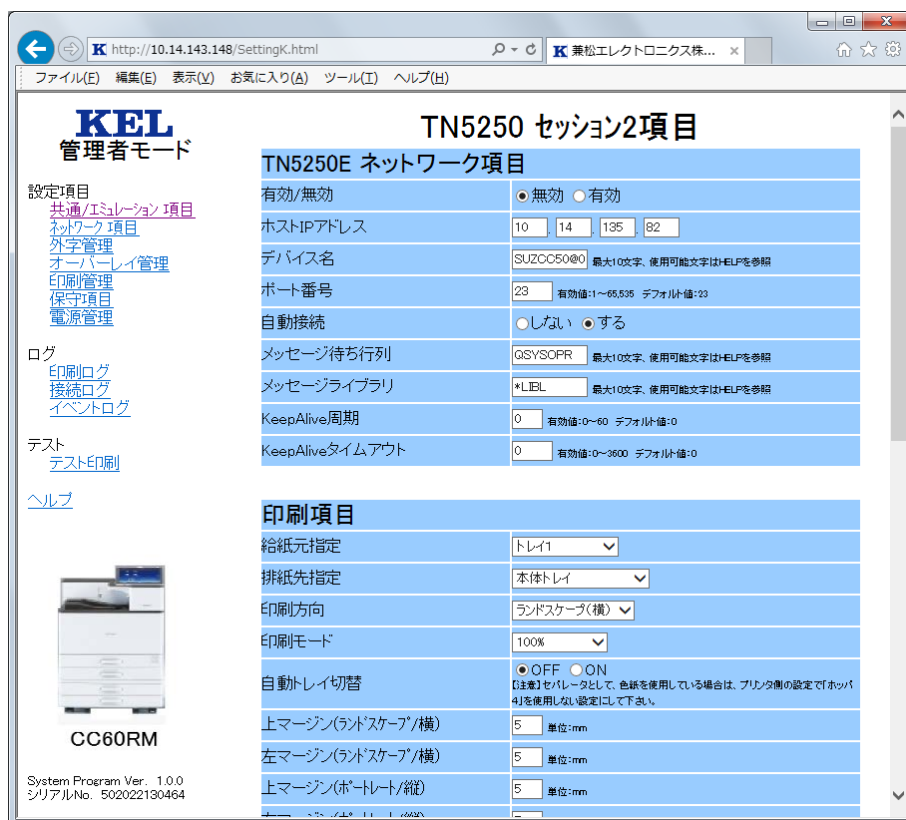 http://10.14.143.148/SettingK.html
兼松エレクトロニクス株...
ファイル(F) 編集(E) 表示(V) お気に入り(A) ツール(T) ヘルプ(H)
KEL
管理者モード
設定項目
共通/エミュレーション 項目
ネットワーク 項目
外字管理
オーバーレイ管理
印刷管理
保守項目
電源管理
ログ
印刷ログ
接続ログ
イベントログ
テスト
テスト印刷
ヘルプ
CC60RM
System Program Ver. 1.0.0
シリアルNo. 502022130464
TN5250 セッション2項目
TN5250E ネットワーク項目
有効/無効 無効 有効
ホストIPアドレス 10 . 14 . 135 . 82
デバイス名 SUZCC50@0 最大10文字、使用可能文字はHELPを参照
ポート番号 23 有効値:1～65,535 デフォルト値:23
自動接続 しない する
メッセージ待ち行列 QSYSOPR 最大10文字、使用可能文字はHELPを参照
メッセージライブラリ *LIBL 最大10文字、使用可能文字はHELPを参照
KeepAlive周期 0 有効値:0～60 デフォルト値:0
KeepAliveタイムアウト 0 有効値:0～3600 デフォルト値:0
印刷項目
給紙元指定 トレイ1
排紙先指定 本体トレイ
印刷方向 ランドスケープ(横)
印刷モード 100%
自動トレイ切替 OFF ON
【注意】セパレータとして、色紙を使用している場合は、プリンタ側の設定で「ホッパ
4」を使用しない設定にして下さい。
上マージン(ランドスケープ/横) 5 単位:mm
左マージン(ランドスケープ/横) 5 単位:mm
上マージン(ポートレート/縦) 5 単位:mm